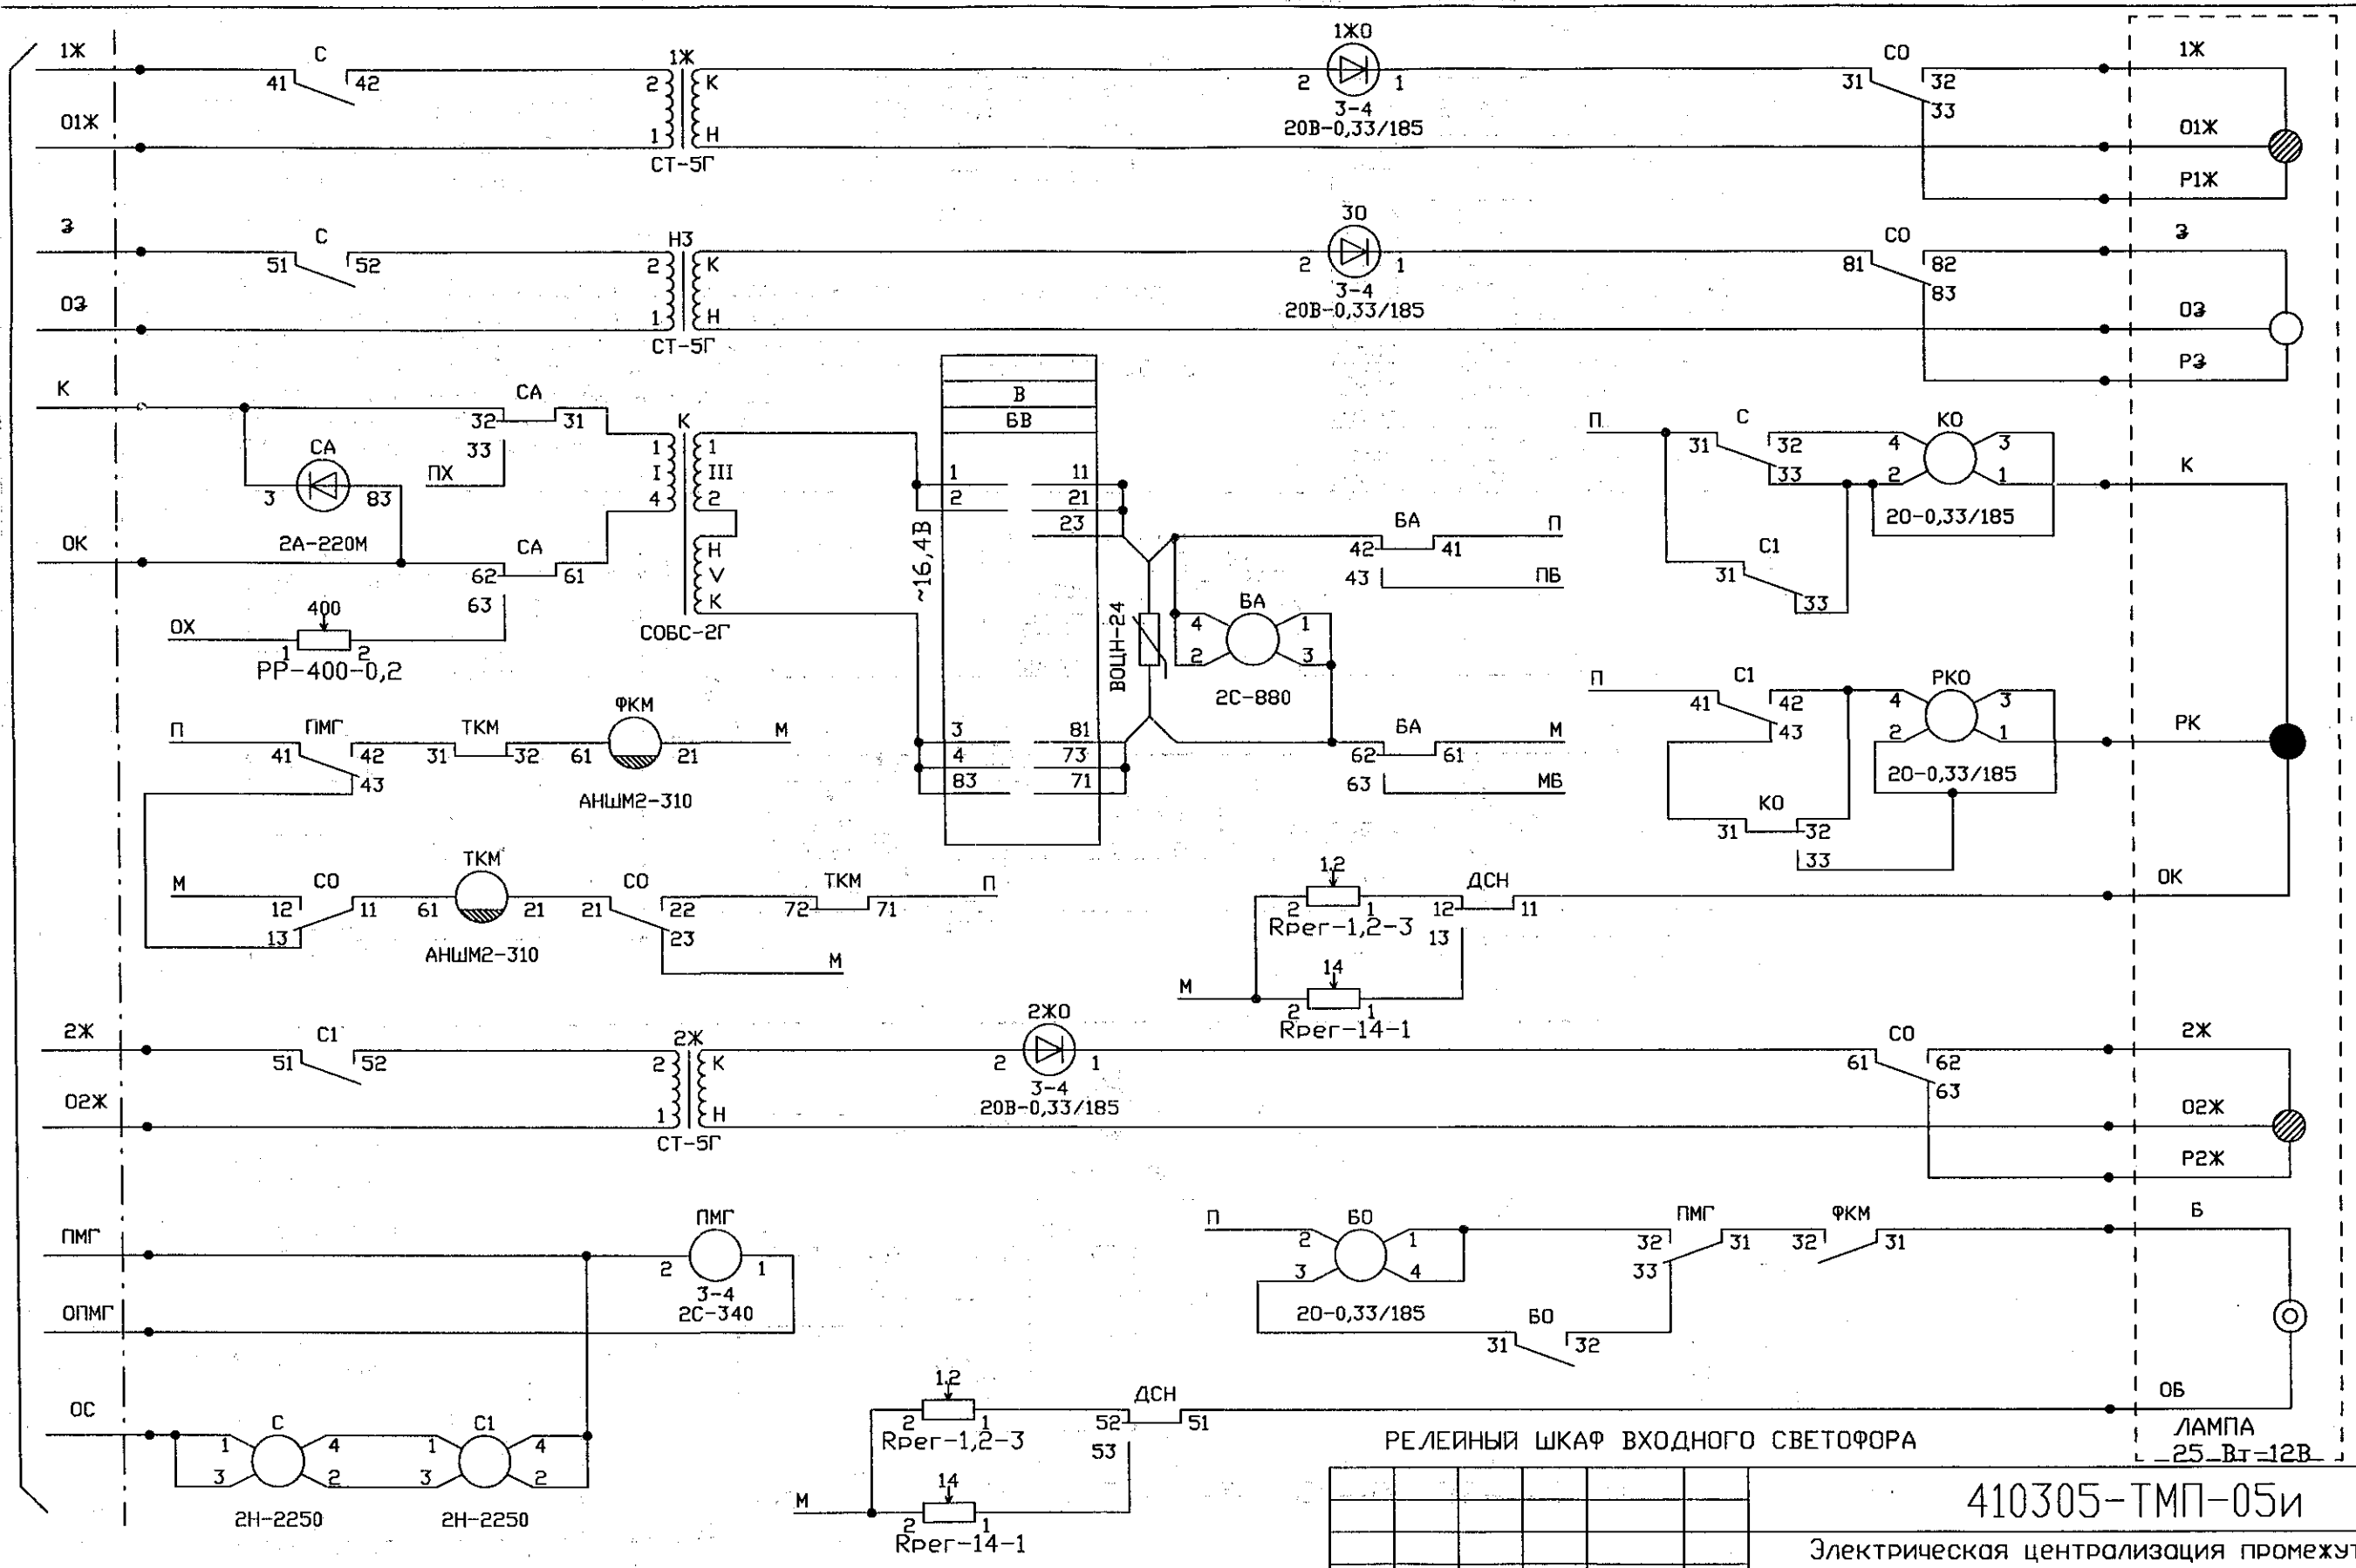 1Ж С 1Ж 1ЖО СО 1Ж
41 42 2 К 2 1 31 32
33
3-4
20В-0,33/185
О1Ж 1 Н О1Ж
СТ-5Г
Р1Ж
З С НЗ ЗО СО З
51 52 2 К 2 1 81 82
83
3-4
20В-0,33/185
ОЗ 1 Н ОЗ
СТ-5Г
РЗ
К СА К В
32 31 БВ
33
СА ПХ 1 I 4 1 III 2
3 83
2А-220М
ОК СА Н V К
62 61
63
400
ОХ 1 2
РР-400-0,2
СОБС-2Г
~16,4В
1 11
2 21
23
3 81
4 73
83 71
ВОЦН-24
БА П
42 41
43 ПБ
БА
4 1
2 3
2С-880
БА М
62 61
63 МБ
П С КО К
31 32 4 3
33 2 1
20-0,33/185
С1
31 33
П С1 РКО РК
41 42 4 3
43 2 1
20-0,33/185
КО
31 32
33
П ПМГ ТКМ ФКМ М
41 42 31 32 61 21
43
АНШМ2-310
М СО ТКМ СО ТКМ П
12 11 61 21 21 22 72 71
13 23
АНШМ2-310 М
1,2 ДСН ОК
2 1 12 11
Rрег-1,2-3 13
14
М 2 1
Rрег-14-1
2Ж С1 2Ж 2ЖО СО 2Ж
51 52 2 К 2 1 61 62
63
3-4
20В-0,33/185
О2Ж 1 Н О2Ж
СТ-5Г
Р2Ж
ПМГ ПМГ
2 1
3-4
2С-340
ОПМГ
П БО ПМГ ФКМ Б
2 1 32 31 32 31
3 4 33
20-0,33/185 БО
31 32
ОС С С1
1 4 1 4
3 2 3 2
2Н-2250 2Н-2250
1,2 ДСН ОБ
2 1 52 51
Rрег-1,2-3 53
14
М 2 1
Rрег-14-1
ЛАМПА
25 Вт-12В
РЕЛЕЙНЫЙ ШКАФ ВХОДНОГО СВЕТОФОРА
410305-ТМП-05и
Электрическая централизация промежут